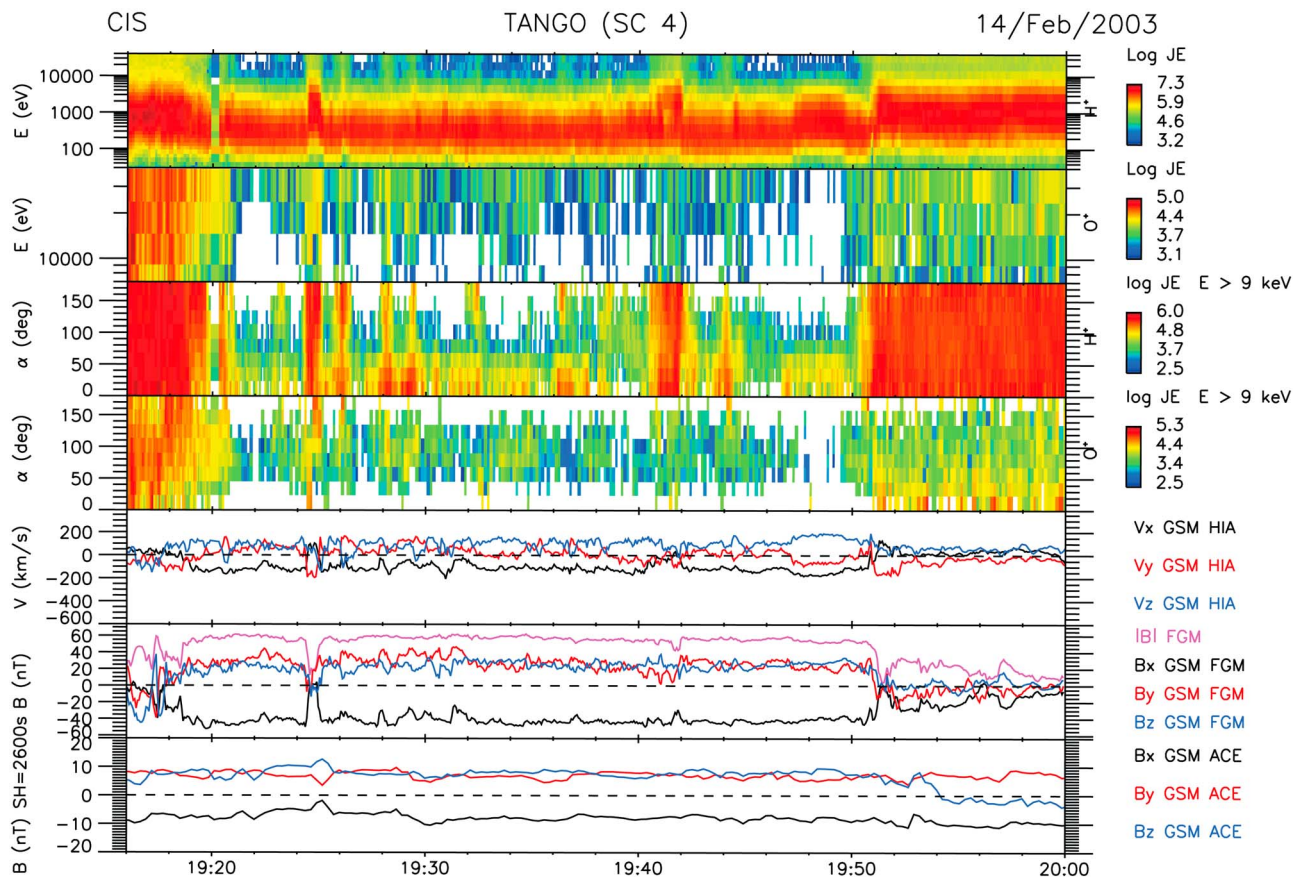 CIS TANGO (SC 4) 14/Feb/2003
E (eV)
10000
1000
100
H+
Log JE
7.3
5.9
4.6
3.2
E (eV)
10000
O+
Log JE
5.0
4.4
3.7
3.1
α (deg)
150
100
50
0
H+
log JE E > 9 keV
6.0
4.8
3.7
2.5
α (deg)
150
100
50
0
O+
log JE E > 9 keV
5.3
4.4
3.4
2.5
V (km/s)
200
0
-200
-400
-600
Vx GSM HIA
Vy GSM HIA
Vz GSM HIA
B (nT)
60
40
20
0
-20
-40
-60
|B| FGM
Bx GSM FGM
By GSM FGM
Bz GSM FGM
B (nT) SH=2600s
20
10
0
-10
-20
Bx GSM ACE
By GSM ACE
Bz GSM ACE
19:20 19:30 19:40 19:50 20:00